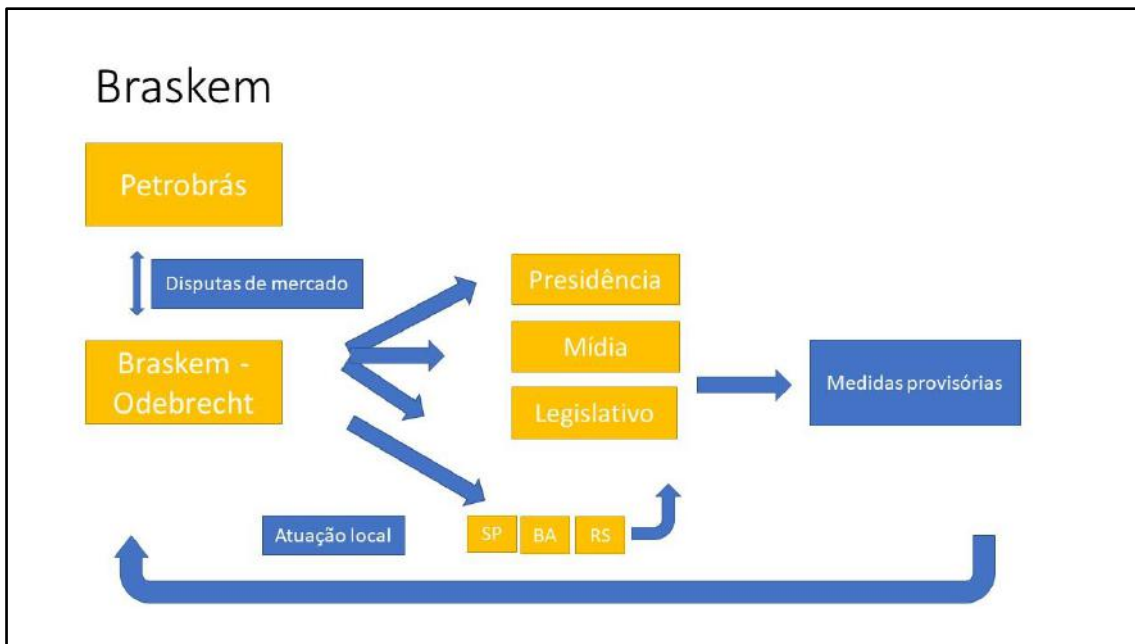 Braskem
Petrobrás
Disputas de mercado
Braskem -
Odebrecht
Presidência
Mídia
Legislativo
Medidas provisórias
Atuação local
SP
BA
RS